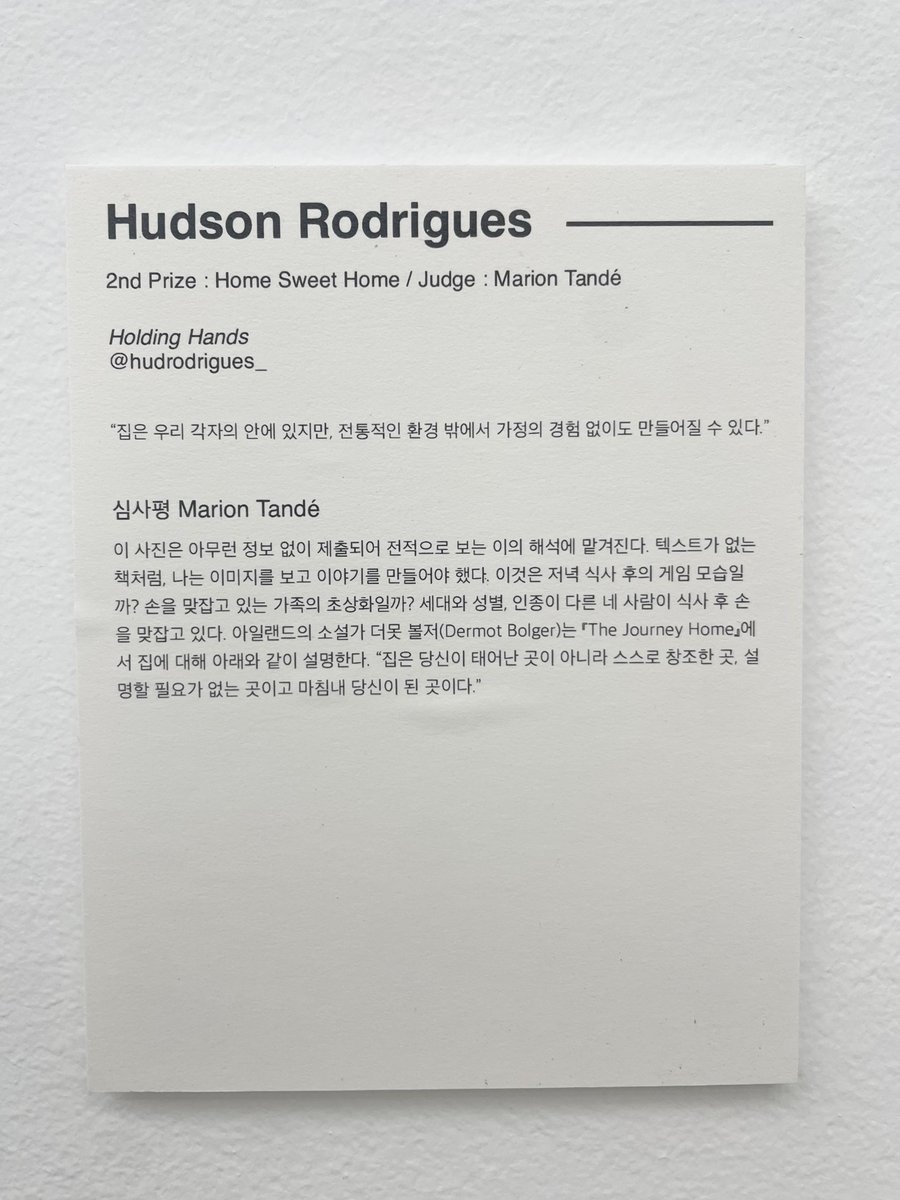 Hudson Rodrigues
2nd Prize : Home Sweet Home / Judge : Marion Tandé
Holding Hands
@hudrodrigues_
“집은 우리 각자의 안에 있지만, 전통적인 환경 밖에서 가정의 경험 없이도 만들어질 수 있다.”
심사평 Marion Tandé
이 사진은 아무런 정보 없이 제출되어 전적으로 보는 이의 해석에 맡겨진다. 텍스트가 없는
책처럼, 나는 이미지를 보고 이야기를 만들어야 했다. 이것은 저녁 식사 후의 게임 모습일
까? 손을 맞잡고 있는 가족의 초상화일까? 세대와 성별, 인종이 다른 네 사람이 식사 후 손
을 맞잡고 있다. 아일랜드의 소설가 더못 볼저(Dermot Bolger)는 『The Journey Home』에
서 집에 대해 아래와 같이 설명한다. “집은 당신이 태어난 곳이 아니라 스스로 창조한 곳, 설
명할 필요가 없는 곳이고 마침내 당신이 된 곳이다.”